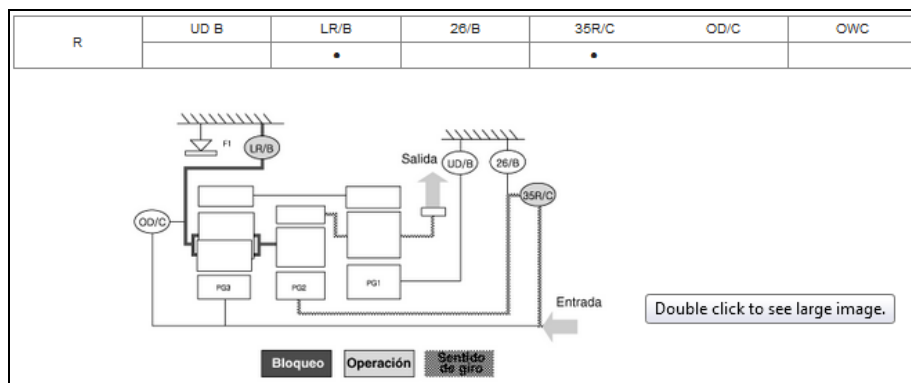 R UD B LR/B 26/B 35R/C OD/C OWC
• •
F1 LR/B
Salida UD/B 26/B
35R/C
OD/C
PG3 PG2 PG1
Entrada
Double click to see large image.
Bloqueo Operación Sentido de giro